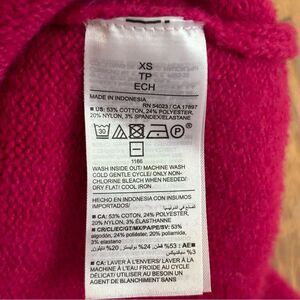 XS
TP
ECH
MADE IN INDONESIA
RN 54023 / CA 17897
■ US: 53% COTTON, 24% POLYESTER,
20% NYLON, 3% SPANDEX/ELASTANE
30
P
1166
WASH INSIDE OUT/ MACHINE WASH
COLD GENTLE CYCLE/ ONLY NON-
CHLORINE BLEACH WHEN NEEDED/
DRY FLAT/ COOL IRON
HECHO EN INDONESIA CON INSUMOS
IMPORTADOS/
■ CA: COTON 53%, 24% POLYESTER,
20% NYLON, 3% ÉLASTHANNE
■ CR/CL/EC/GT/MX/PA/PE/SV: 53%
algodón, 24% poliéster, 20% poliamida,
3% elastano
■ CA: LAVER À L'ENVERS/ LAVER À LA
MACHINE À L'EAU FROIDE AU CYCLE
DÉLICAT/ UTILISER AU BESOIN UN
AGENT DE BLANCHIMENT SANS